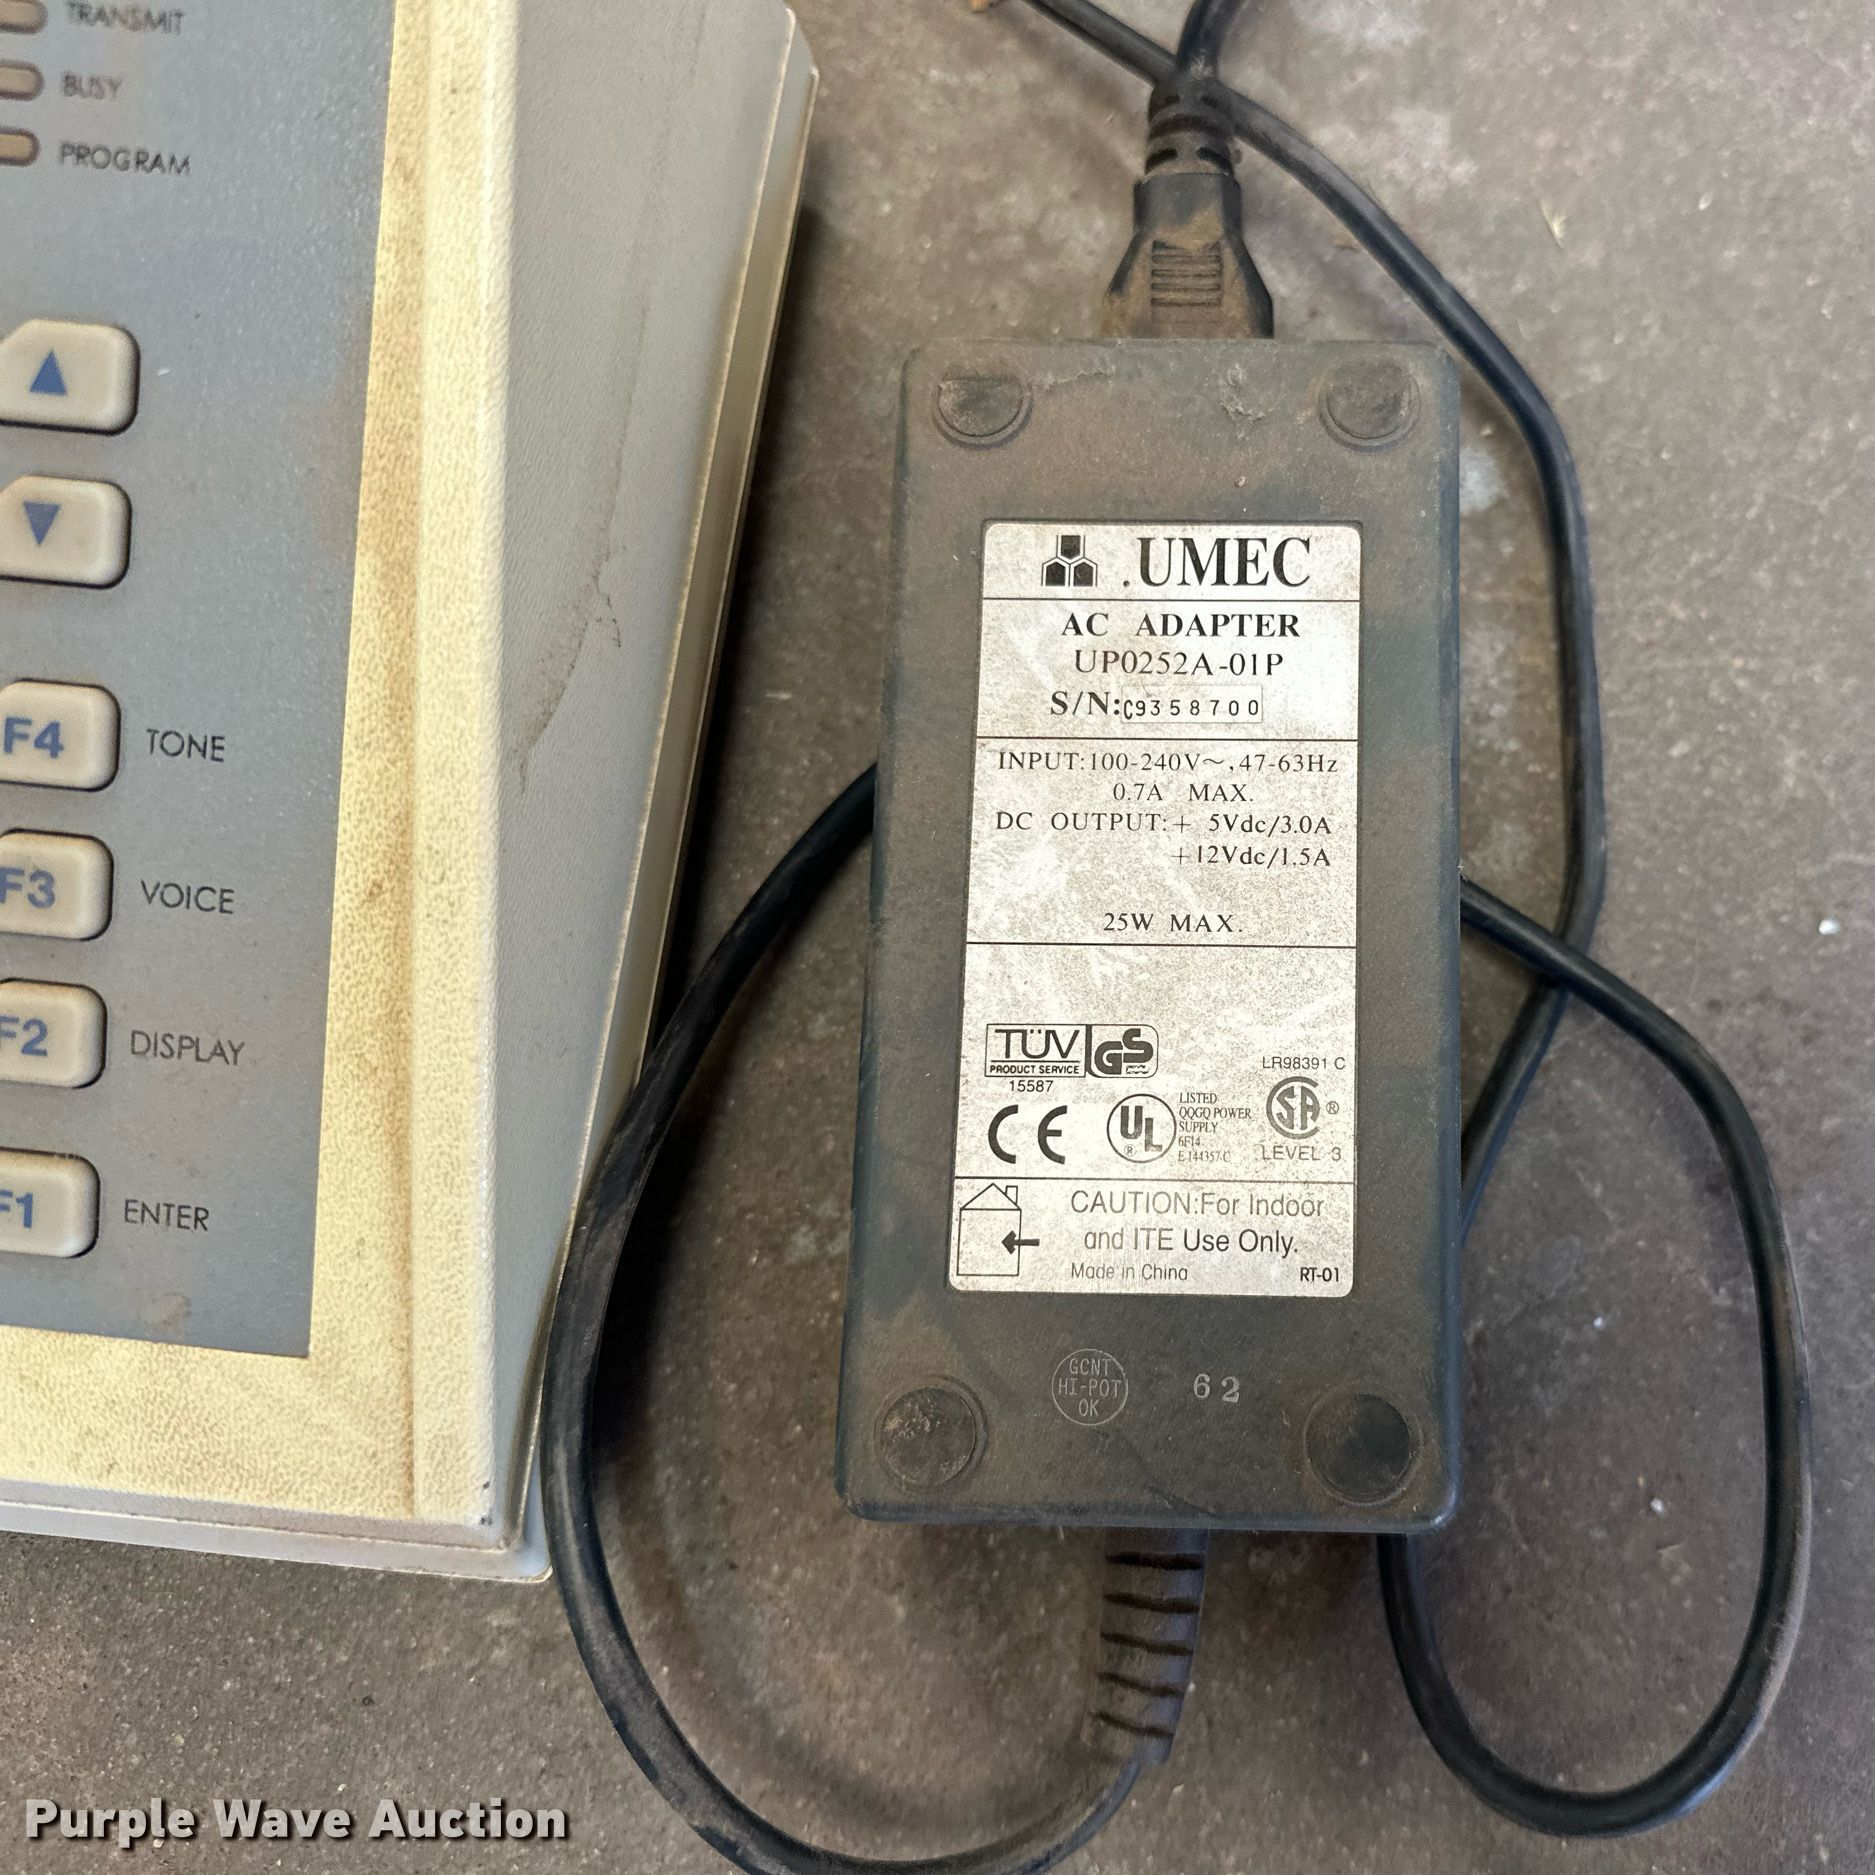 TRANSMIT
BUSY
PROGRAM
F4 TONE
F3 VOICE
F2 DISPLAY
F1 ENTER
.UMEC
AC ADAPTER
UP0252A-01P
S/N:C9358700
INPUT:100-240V~,47-63Hz
0.7A MAX.
DC OUTPUT:+ 5Vdc/3.0A
+12Vdc/1.5A
25W MAX.
TÜV
PRODUCT SERVICE
15587
GS
LR98391 C
CE
UL
®
LISTED
QQGQ POWER
SUPPLY
6F14
E 144357-C
SA ®
LEVEL 3
CAUTION:For Indoor
and ITE Use Only.
Made in China
RT-01
GCNT
HI-POT
OK
62
Purple Wave Auction